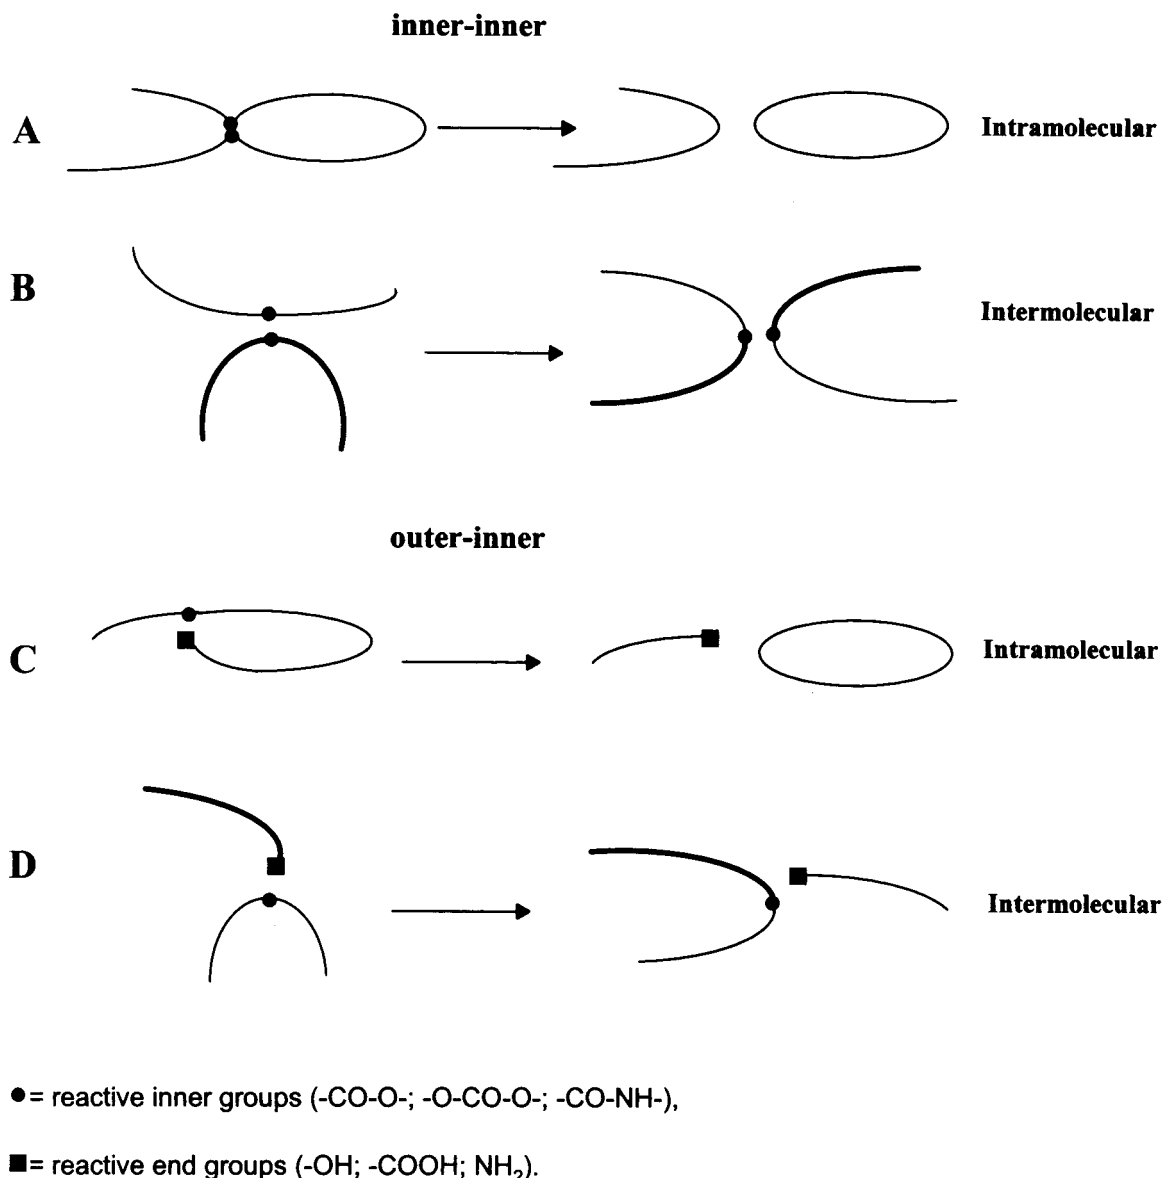 inner-inner
A
Intramolecular
B
Intermolecular
outer-inner
C
Intramolecular
D
Intermolecular
●= reactive inner groups (-CO-O-; -O-CO-O-; -CO-NH-),
■= reactive end groups (-OH; -COOH; NH₂).